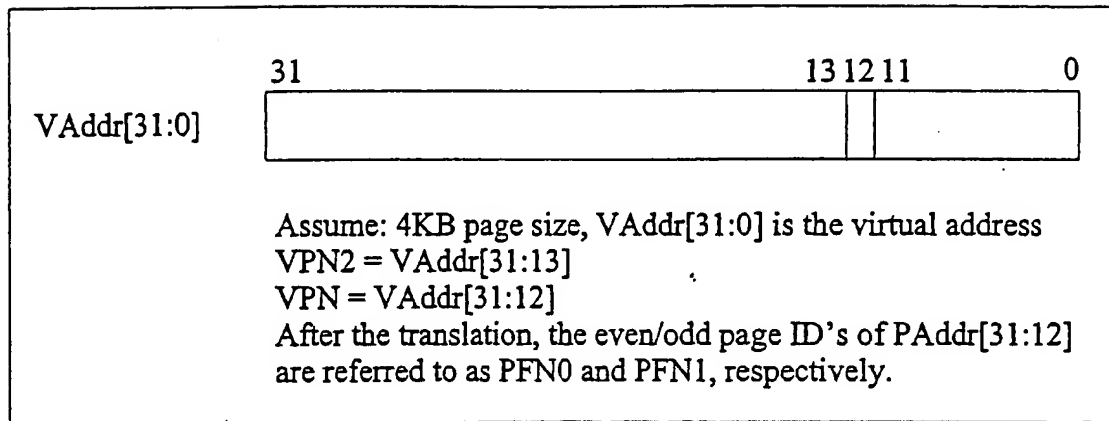 31 13 12 11 0
VAddr[31:0]
Assume: 4KB page size, VAddr[31:0] is the virtual address
VPN2 = VAddr[31:13]
VPN = VAddr[31:12]
After the translation, the even/odd page ID's of PAddr[31:12]
are referred to as PFN0 and PFN1, respectively.